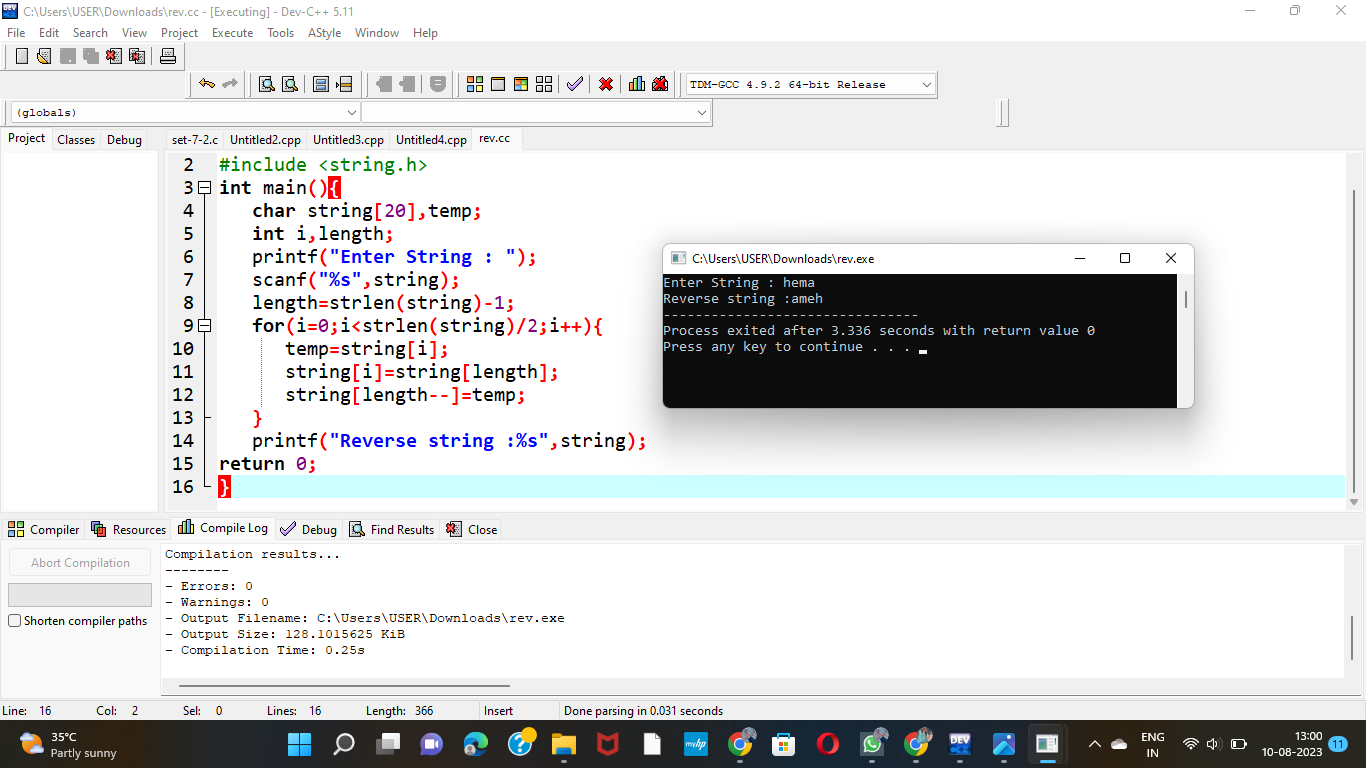 C:\Users\USER\Downloads\rev.cc - [Executing] - Dev-C++ 5.11
File Edit Search View Project Execute Tools AStyle Window Help
TDM-GCC 4.9.2 64-bit Release
(globals)
Project Classes Debug set-7-2.c Untitled2.cpp Untitled3.cpp Untitled4.cpp rev.cc
2 #include <string.h>
3 int main(){
4 char string[20],temp;
5 int i,length;
6 printf("Enter String : ");
7 scanf("%s",string);
8 length=strlen(string)-1;
9 for(i=0;i<strlen(string)/2;i++){
10 temp=string[i];
11 string[i]=string[length];
12 string[length--]=temp;
13 }
14 printf("Reverse string :%s",string);
15 return 0;
16 }
C:\Users\USER\Downloads\rev.exe
Enter String : hema
Reverse string :ameh
--------------------------------
Process exited after 3.336 seconds with return value 0
Press any key to continue . . .
Compiler Resources Compile Log Debug Find Results Close
Abort Compilation
Shorten compiler paths
Compilation results...
--------
- Errors: 0
- Warnings: 0
- Output Filename: C:\Users\USER\Downloads\rev.exe
- Output Size: 128.1015625 KiB
- Compilation Time: 0.25s
Line: 16 Col: 2 Sel: 0 Lines: 16 Length: 366 Insert Done parsing in 0.031 seconds
35°C
Partly sunny
myhp
DEV
ENG
IN
13:00
10-08-2023
11